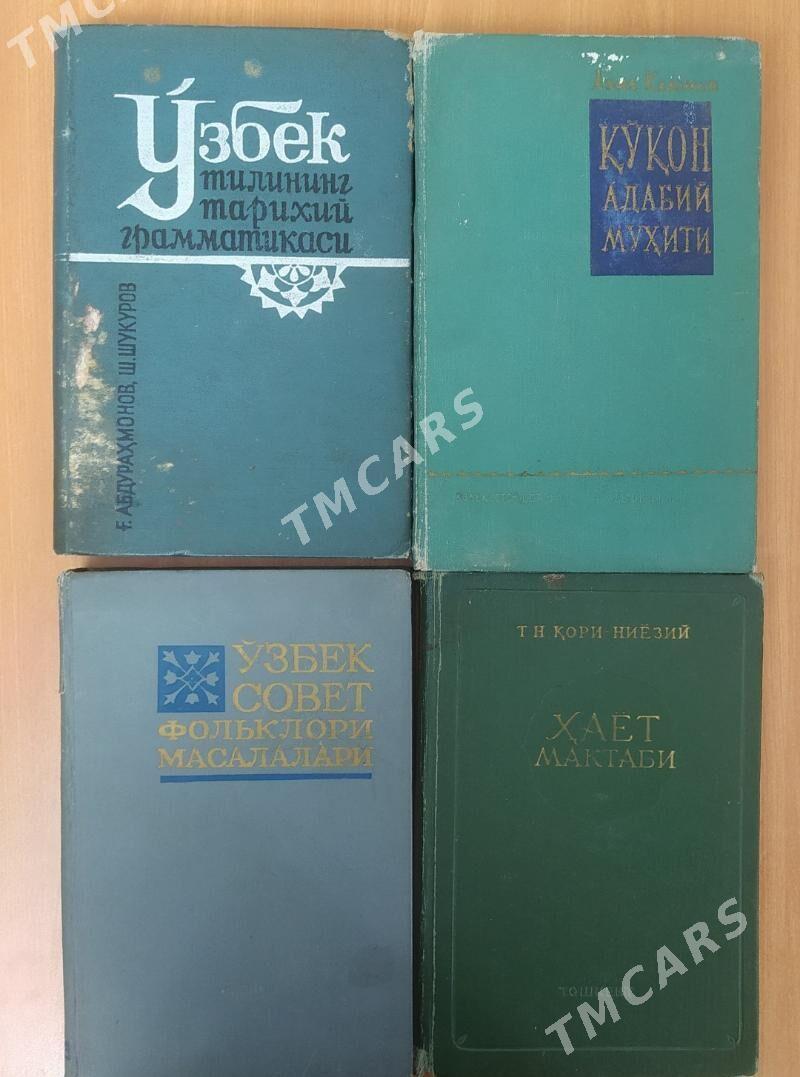 Ўзбек
тилининг
тарихий
грамматикаси
Ғ. АБДУРАҲМОНОВ, Ш. ШУКУРОВ
ҚЎҚОН
АДАБИЙ
МУҲИТИ
ЎЗБЕК
СОВЕТ
ФОЛЬКЛОРИ
МАСАЛАЛАРИ
Т Н ҚОРИ-НИЁЗИЙ
ҲАЁТ
МАКТАБИ
TMCARS
TMCARS
TMCARS